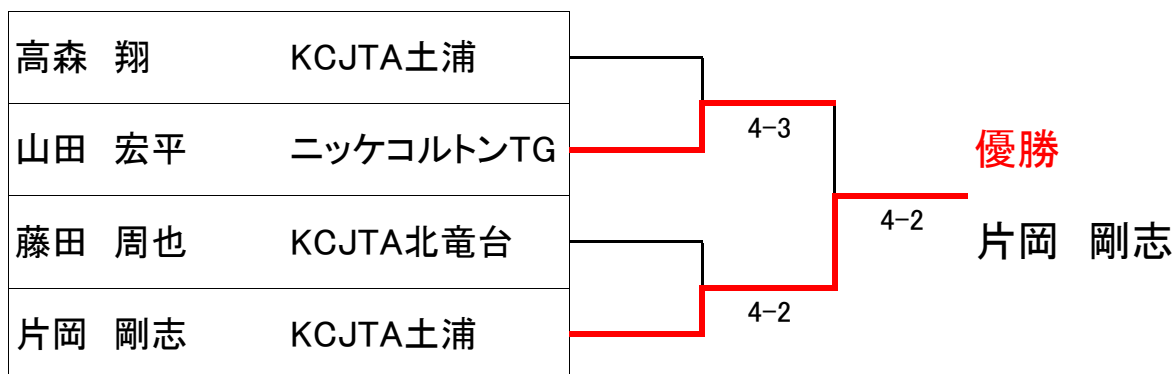 高森 翔 KCJTA土浦
山田 宏平 ニッケコルトンTG
藤田 周也 KCJTA北竜台
片岡 剛志 KCJTA土浦
4-3
4-2
4-2
優勝
片岡 剛志